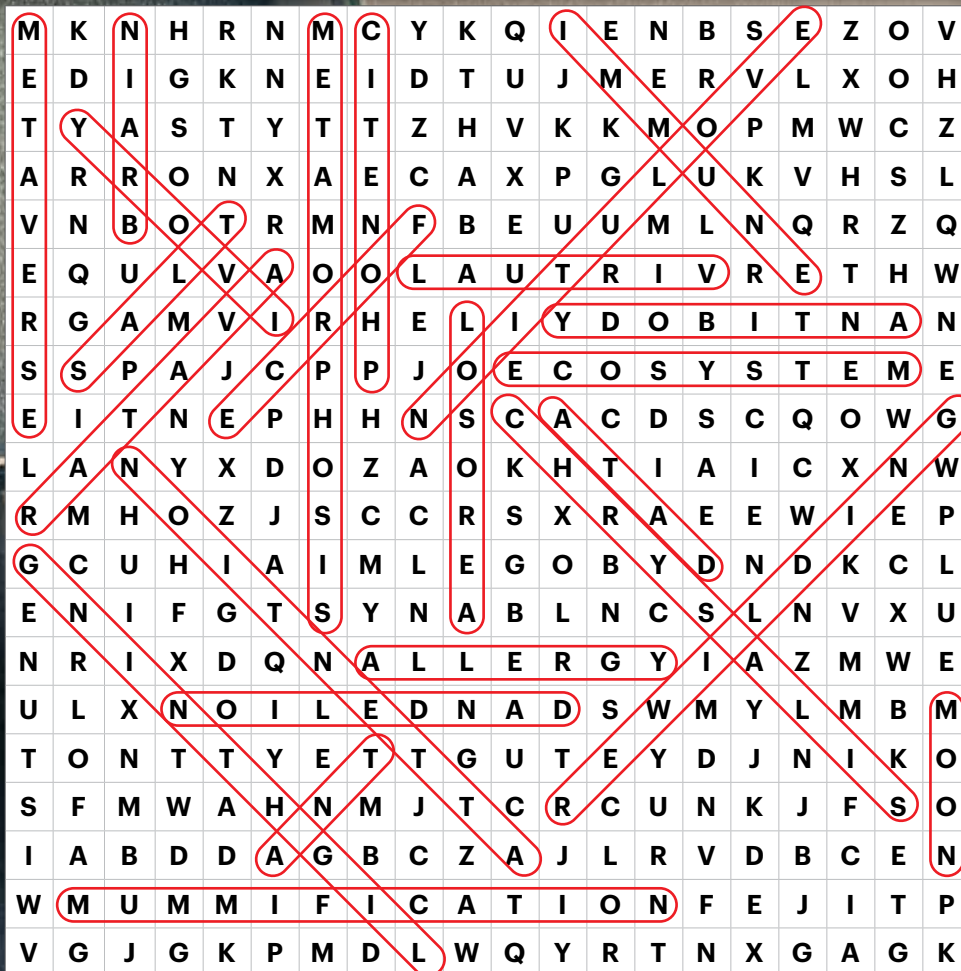 M K N H R N M C Y K Q I E N B S E Z O V
E D I G K N E I D T U J M E R V L X O H
T Y A S T Y T T Z H V K K M O P M W C Z
A R R O N X A E C A X P G L U K V H S L
V N B O T R M N F B E U U M L N Q R Z Q
E Q U L V A O O L A U T R I V R E T H W
R G A M V I R H E L I Y D O B I T N A N
S S P A J C P P J O E C O S Y S T E M E
E I T N E P H H N S C A C D S C Q O W G
L A N Y X D O Z A O K H T I A I C X N W
R M H O Z J S C C R S X R A E E W I E P
G C U H I A I M L E G O B Y D N D K C L
E N I F G T S Y N A B L N C S L N V X U
N R I X D Q N A L L E R G Y I A Z M W E
U L X N O I L E D N A D S W M Y L M B M
T O N T T Y E T T G U T E Y D J N I K O
S F M W A H N M J T C R C U N K J F S O
I A B D D A G B C Z A J L R V D B C E N
W M U M M I F I C A T I O N F E J I T P
V G J G K P M D L W Q Y R T N X G A G K